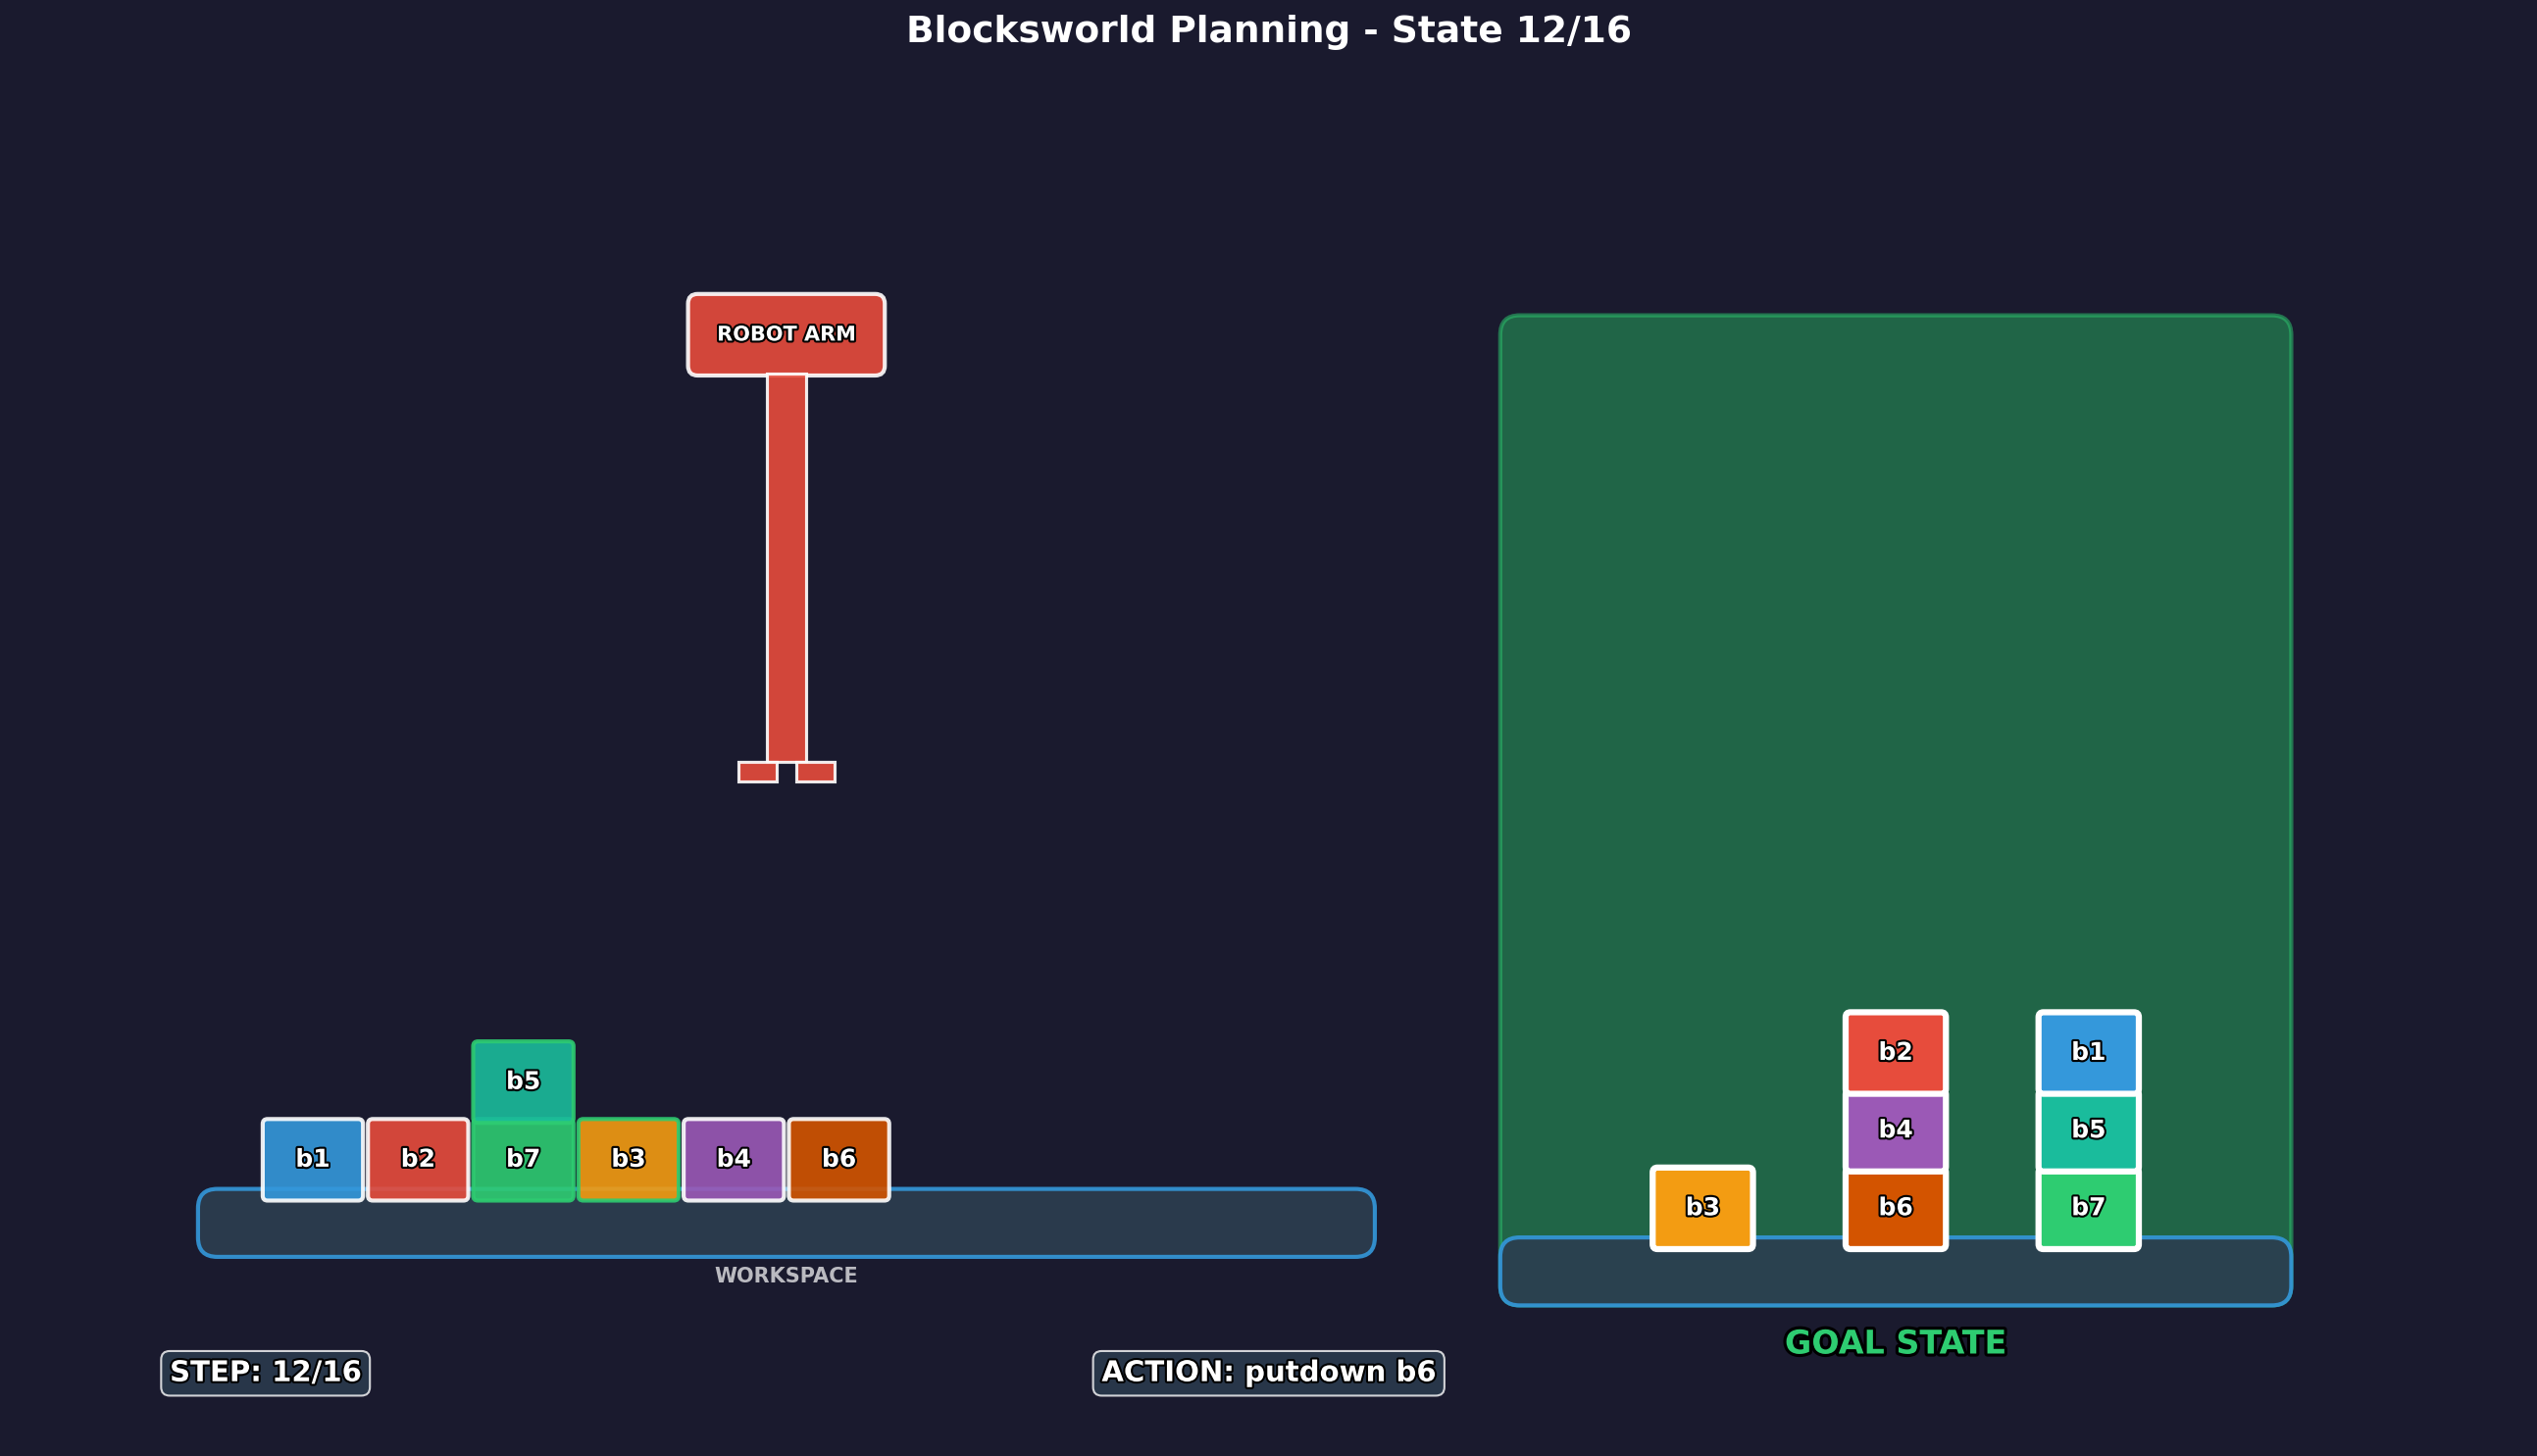 Blocksworld Planning - State 12/16
ROBOT ARM
b5
b1 b2 b7 b3 b4 b6
WORKSPACE
b2 b1
b4 b5
b3 b6 b7
GOAL STATE
STEP: 12/16
ACTION: putdown b6